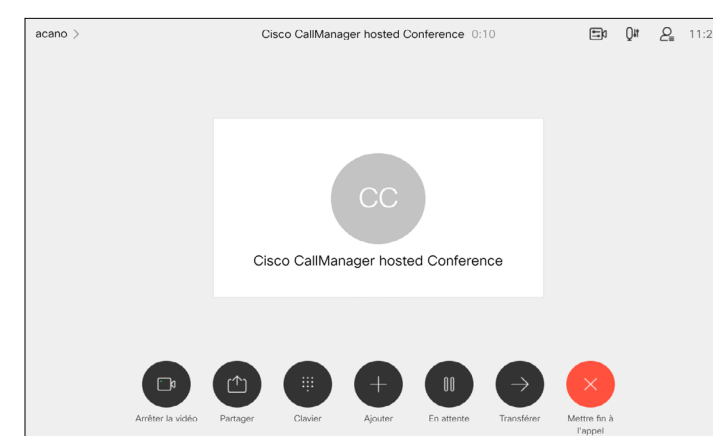 acano >
Cisco CallManager hosted Conference 0:10
11:2
CC
Cisco CallManager hosted Conference
Arrêter la vidéo
Partager
Clavier
Ajouter
En attente
Transférer
Mettre fin à
l'appel